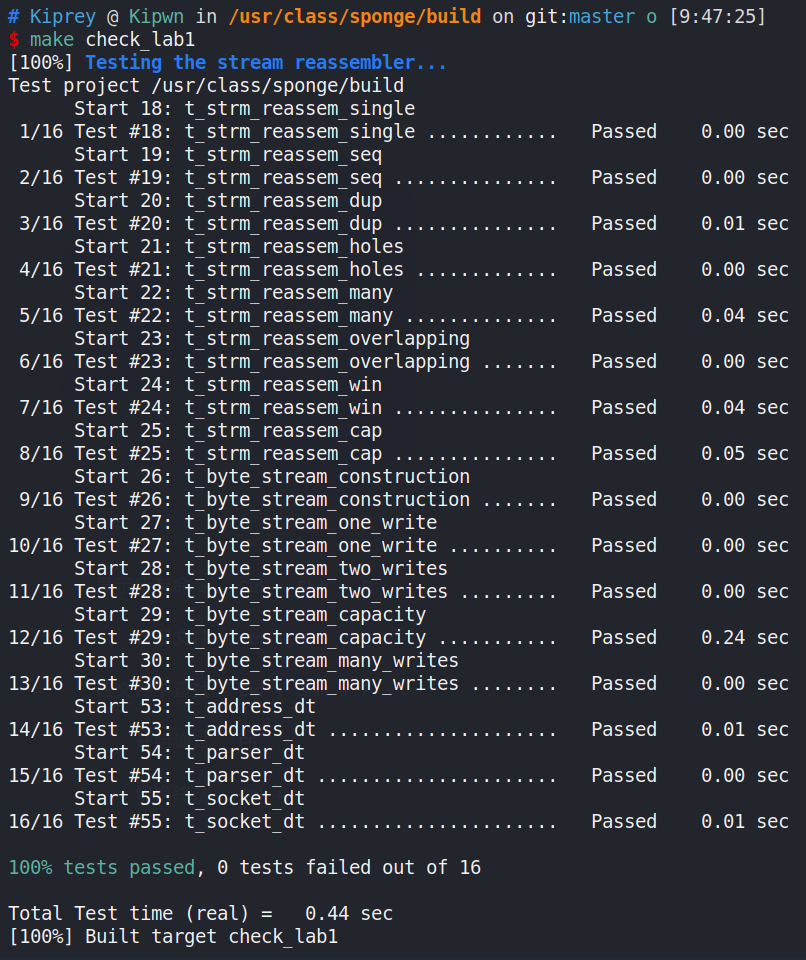 # Kiprey @ Kipwn in /usr/class/sponge/build on git:master o [9:47:25]
$ make check_lab1
[100%] Testing the stream reassembler...
Test project /usr/class/sponge/build
      Start 18: t_strm_reassem_single
 1/16 Test #18: t_strm_reassem_single ............   Passed    0.00 sec
      Start 19: t_strm_reassem_seq
 2/16 Test #19: t_strm_reassem_seq ...............   Passed    0.00 sec
      Start 20: t_strm_reassem_dup
 3/16 Test #20: t_strm_reassem_dup ...............   Passed    0.01 sec
      Start 21: t_strm_reassem_holes
 4/16 Test #21: t_strm_reassem_holes .............   Passed    0.00 sec
      Start 22: t_strm_reassem_many
 5/16 Test #22: t_strm_reassem_many ..............   Passed    0.04 sec
      Start 23: t_strm_reassem_overlapping
 6/16 Test #23: t_strm_reassem_overlapping .......   Passed    0.00 sec
      Start 24: t_strm_reassem_win
 7/16 Test #24: t_strm_reassem_win ...............   Passed    0.04 sec
      Start 25: t_strm_reassem_cap
 8/16 Test #25: t_strm_reassem_cap ...............   Passed    0.05 sec
      Start 26: t_byte_stream_construction
 9/16 Test #26: t_byte_stream_construction .......   Passed    0.00 sec
      Start 27: t_byte_stream_one_write
10/16 Test #27: t_byte_stream_one_write ..........   Passed    0.00 sec
      Start 28: t_byte_stream_two_writes
11/16 Test #28: t_byte_stream_two_writes .........   Passed    0.00 sec
      Start 29: t_byte_stream_capacity
12/16 Test #29: t_byte_stream_capacity ...........   Passed    0.24 sec
      Start 30: t_byte_stream_many_writes
13/16 Test #30: t_byte_stream_many_writes ........   Passed    0.00 sec
      Start 53: t_address_dt
14/16 Test #53: t_address_dt .....................   Passed    0.01 sec
      Start 54: t_parser_dt
15/16 Test #54: t_parser_dt ......................   Passed    0.00 sec
      Start 55: t_socket_dt
16/16 Test #55: t_socket_dt ......................   Passed    0.01 sec
100% tests passed, 0 tests failed out of 16
Total Test time (real) =   0.44 sec
[100%] Built target check_lab1